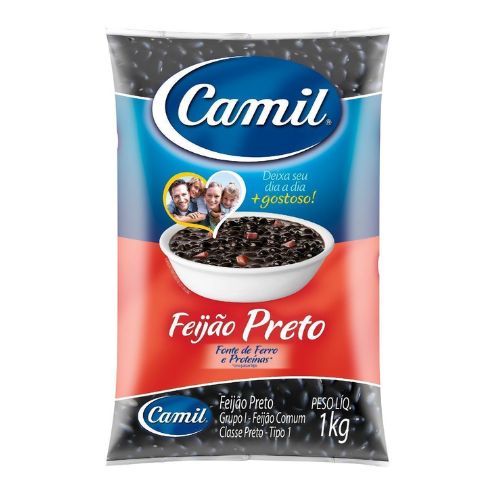 Camil®
Deixa seu
dia a dia
+gostoso!
Feijão Preto
Fonte de Ferro
e Proteínas*
Camil®
Feijão Preto
Grupo I - Feijão Comum
Classe Preto - Tipo 1
PESO LÍQ.
1kg